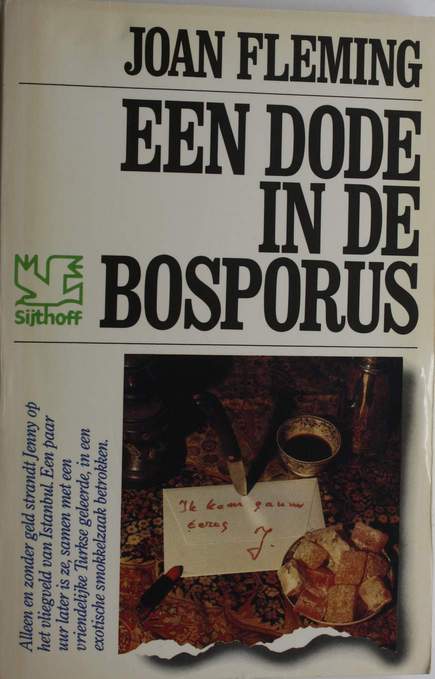 JOAN FLEMING
EEN DODE
IN DE
BOSPORUS
Sijthoff
Alleen en zonder geld strandt Jenny op
het vliegveld van Istanbul. Een paar
uur later is ze, samen met een
vriendelijke Turkse geleerde, in een
exotische smokkelzaak betrokken.
Ik kom gauw
terug
J.